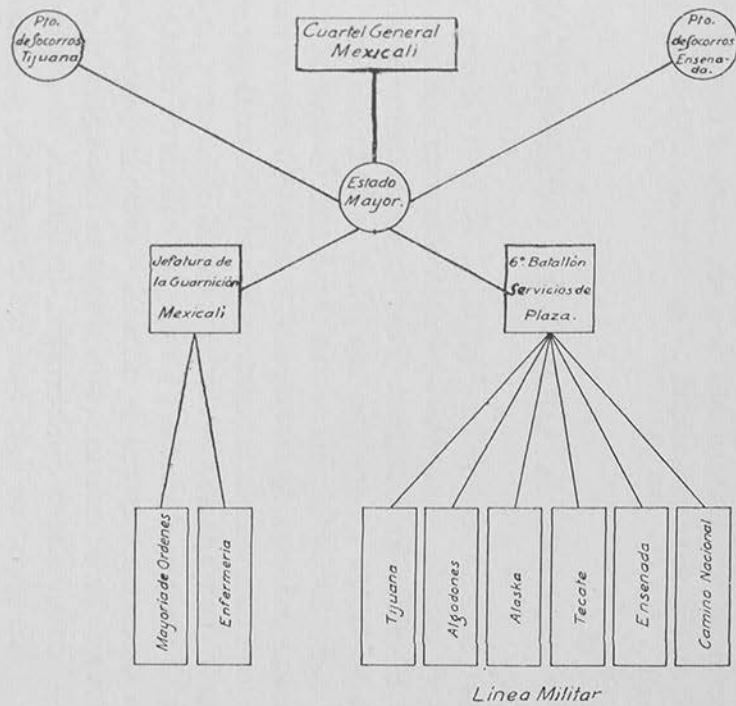 Pto.
de Socorros
Tijuana
Cuartel General
Mexicali
Pto.
de Socorros
Ensena-
da.
Estado
Mayor.
Jefatura de
la Guarnición
Mexicali
6º. Batallón
Servicios de
Plaza.
Mayoria de Ordenes
Enfermeria
Tijuana
Algodones
Alaska
Tecate
Ensenada
Camino Nacional
Linea Militar